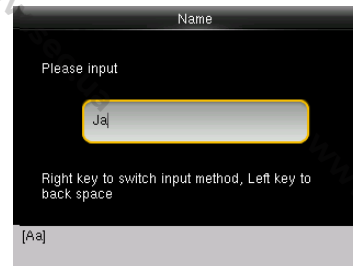 Name
Please input
Ja
Right key to switch input method, Left key to
back space
[Aa]